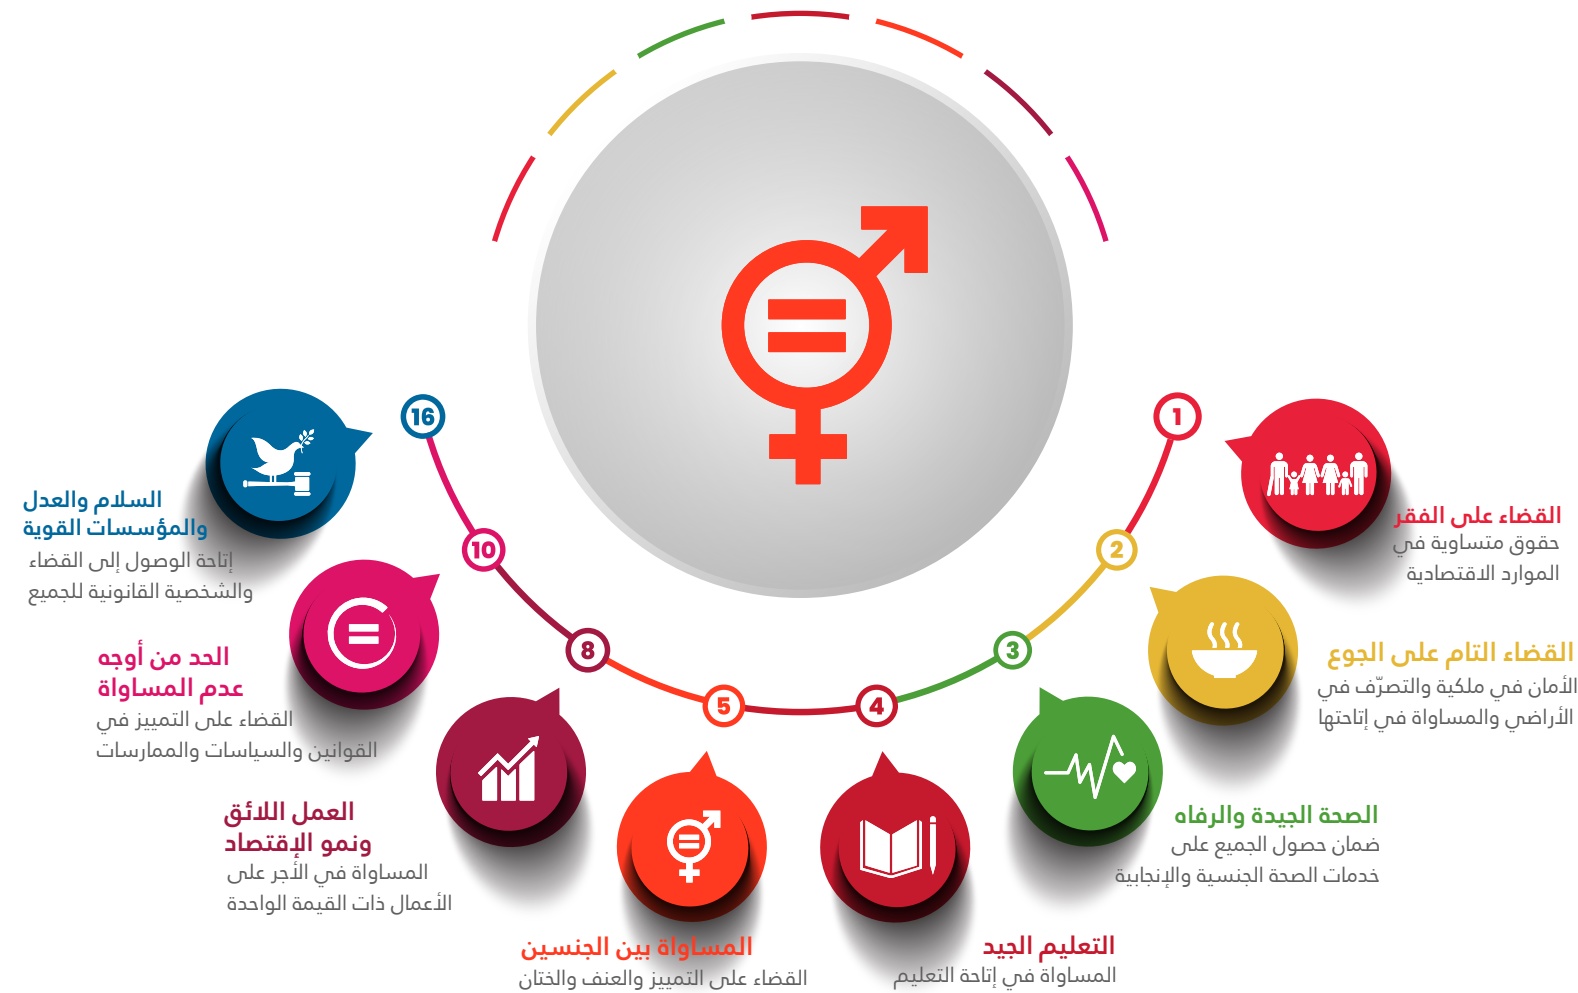 1
القضاء على الفقر
حقوق متساوية في
الموارد الاقتصادية
2
القضاء التام على الجوع
الأمان في ملكية والتصرّف في
الأراضي والمساواة في إتاحتها
3
الصحة الجيدة والرفاه
ضمان حصول الجميع على
خدمات الصحة الجنسية والإنجابية
4
التعليم الجيد
المساواة في إتاحة التعليم
5
المساواة بين الجنسين
القضاء على التمييز والعنف والختان
8
العمل اللائق
ونمو الإقتصاد
المساواة في الأجر على
الأعمال ذات القيمة الواحدة
10
الحد من أوجه
عدم المساواة
القضاء على التمييز في
القوانين والسياسات والممارسات
16
السلام والعدل
والمؤسسات القوية
إتاحة الوصول إلى القضاء
والشخصية القانونية للجميع